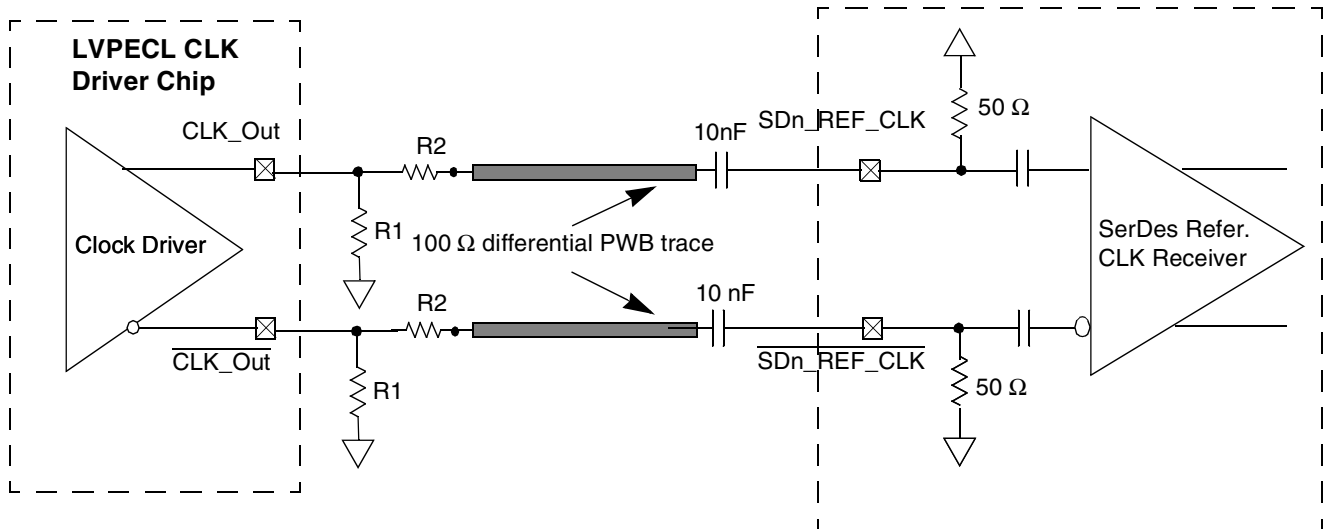 LVPECL CLK
Driver Chip
CLK_Out
R2
10nF
SDn_REF_CLK
50 Ω
Clock Driver
R1
100 Ω differential PWB trace
SerDes Refer.
CLK Receiver
R2
10 nF
CLK_Out
SDn_REF_CLK
R1
50 Ω